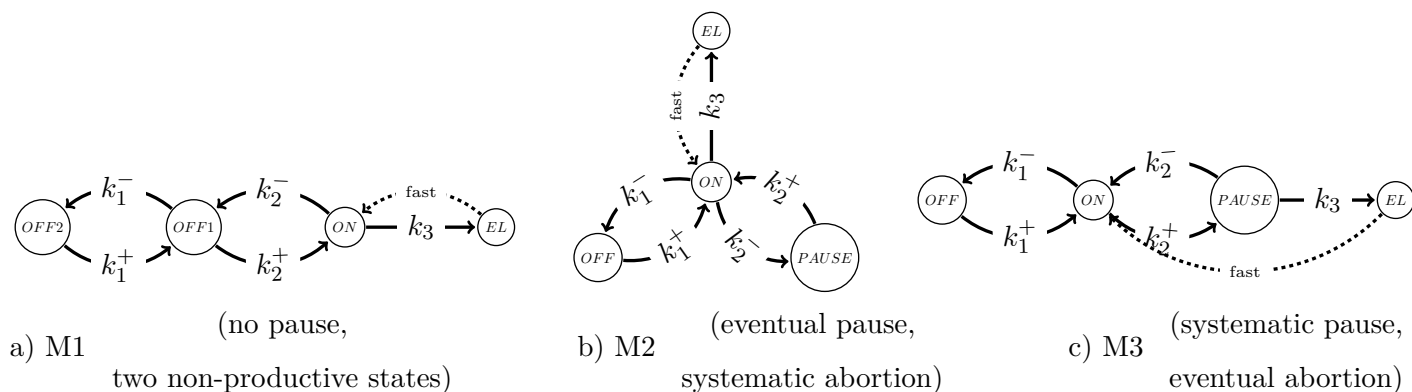 OFF2
k₁⁻
k₁⁺
OFF1
k₂⁻
k₂⁺
ON
fast
k₃
EL
a) M1
(no pause,
two non-productive states)
EL
fast
k₃
ON
k₁⁻
k₁⁺
k₂⁺
k₂⁻
OFF
PAUSE
b) M2
(eventual pause,
systematic abortion)
OFF
k₁⁻
k₁⁺
ON
k₂⁻
k₂⁺
PAUSE
k₃
EL
fast
c) M3
(systematic pause,
eventual abortion)